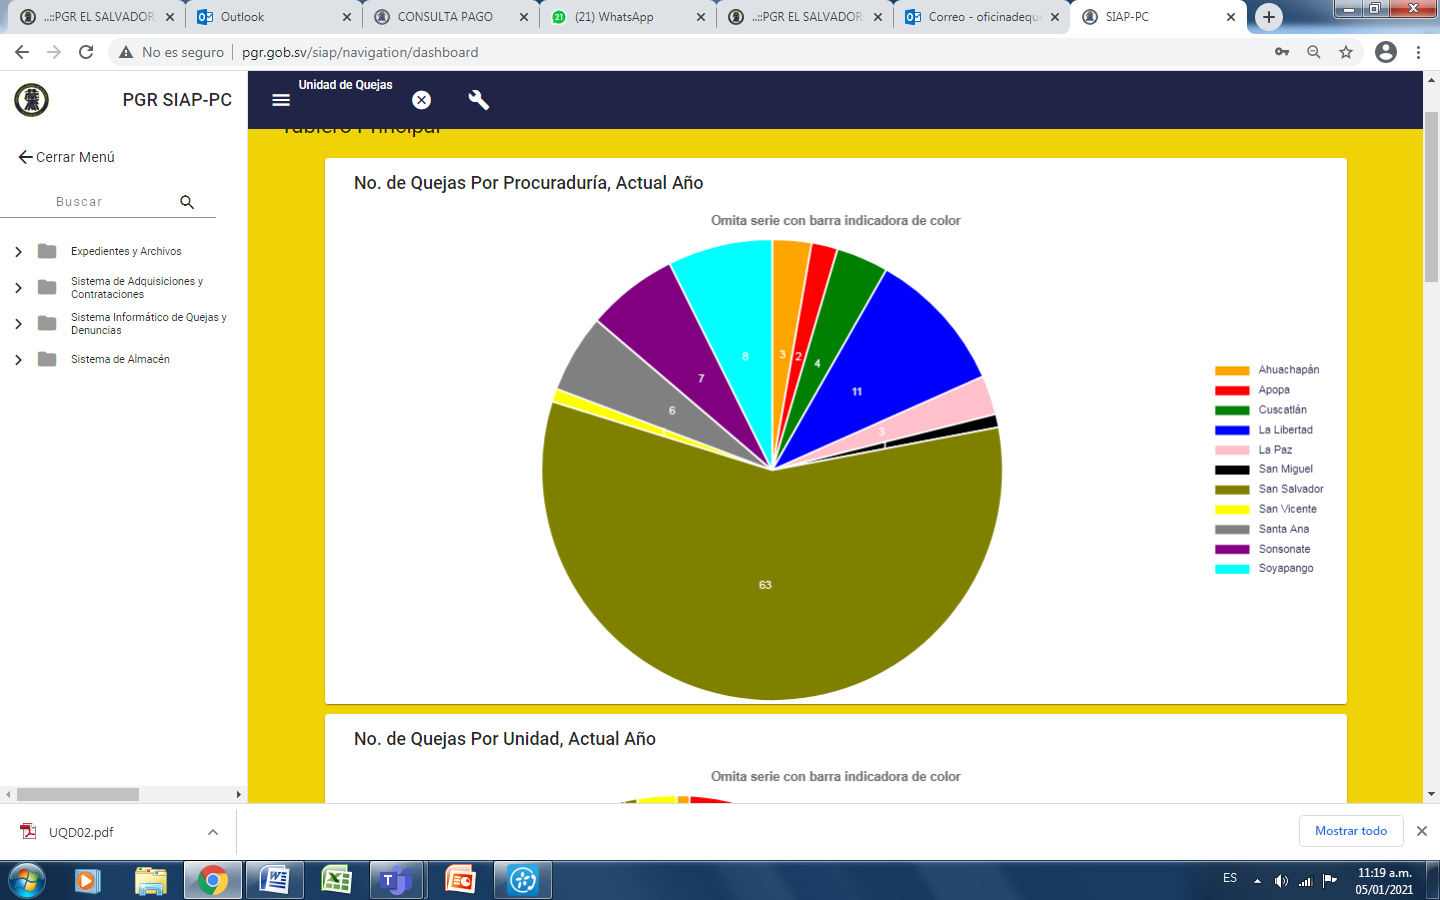 ..::PGR EL SALVADOR:
Outlook
CONSULTA PAGO
(21) WhatsApp
..::PGR EL SALVADOR:
Correo - oficinadeque
SIAP-PC
No es seguro
pgr.gob.sv/siap/navigation/dashboard
PGR SIAP-PC
Unidad de Quejas
Cerrar Menú
Buscar
Expedientes y Archivos
Sistema de Adquisiciones y
Contrataciones
Sistema Informático de Quejas y
Denuncias
Sistema de Almacén
Tablero Principal
No. de Quejas Por Procuraduría, Actual Año
Omita serie con barra indicadora de color
3
2
4
11
3
1
63
1
6
7
8
Ahuachapán
Apopa
Cuscatlán
La Libertad
La Paz
San Miguel
San Salvador
San Vicente
Santa Ana
Sonsonate
Soyapango
No. de Quejas Por Unidad, Actual Año
Omita serie con barra indicadora de color
UQD02.pdf
Mostrar todo
ES
11:19 a.m.
05/01/2021